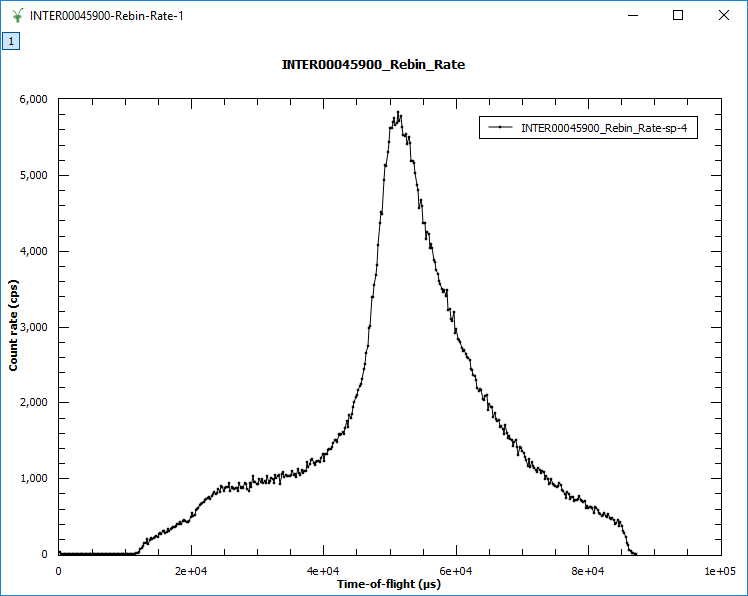 INTER00045900-Rebin-Rate-1
1
INTER00045900_Rebin_Rate
INTER00045900_Rebin_Rate-sp-4
6,000
5,000
4,000
3,000
2,000
1,000
0
Count rate (cps)
0 2e+04 4e+04 6e+04 8e+04 1e+05
Time-of-flight (µs)